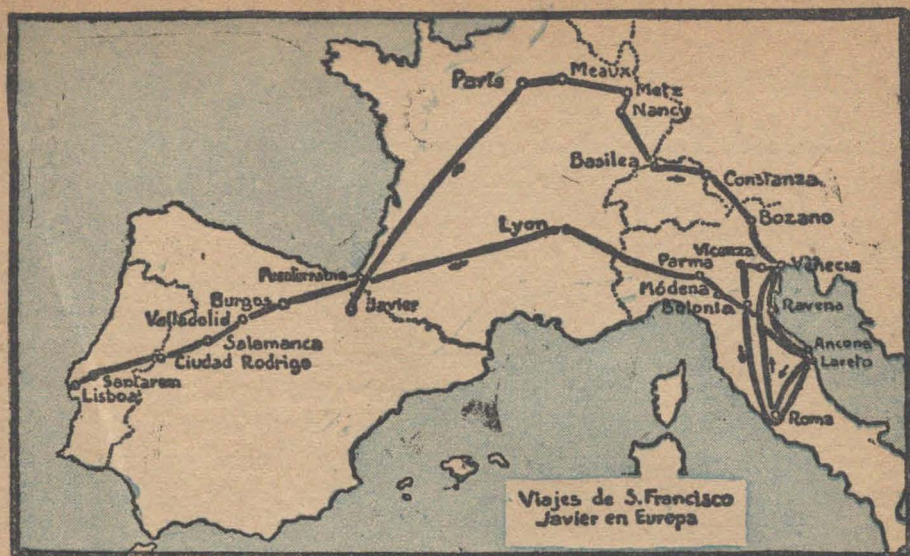 París
Meaux
Metz
Nancy
Basilea
Constanza
Bozano
Lyon
Vicenza
Venecia
Parma
Módena
Bolonia
Ravena
Javier
Burgos
Valladolid
Salamanca
Ciudad Rodrigo
Santarem
Lisboa
Ancona
Loreto
Roma
Viajes de S. Francisco
Javier en Europa